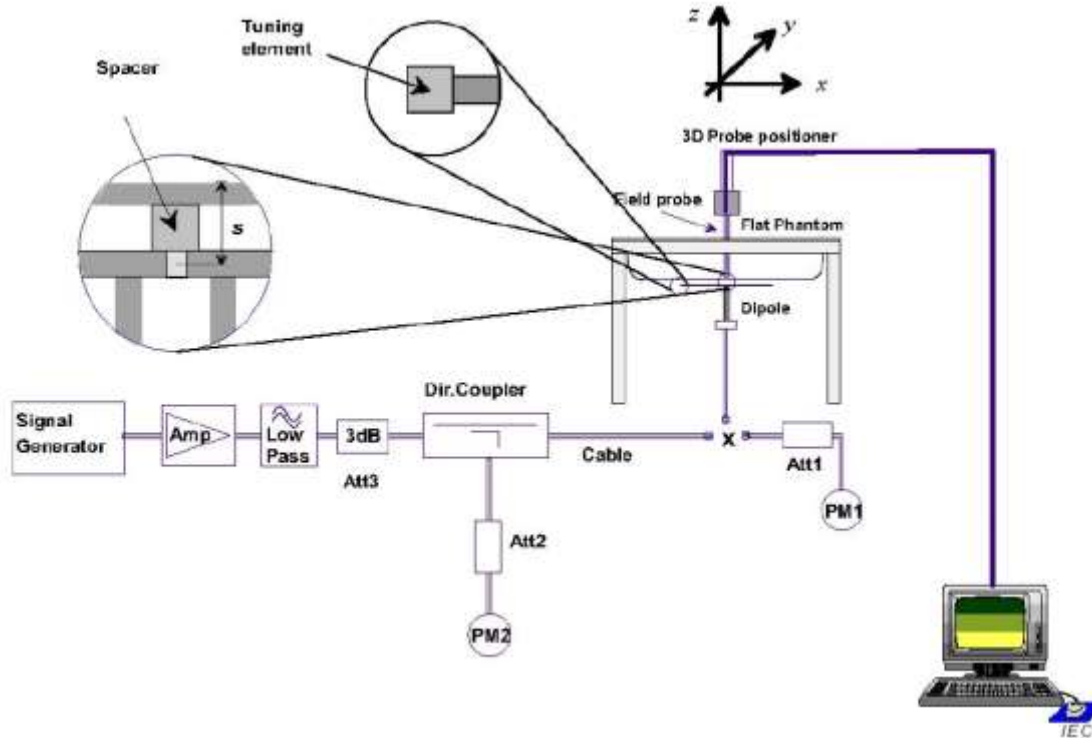 Tuning
element
Spacer
z
y
x
3D Probe positioner
Field probe
Flat Phantom
s
Dipole
Dir.Coupler
Signal
Generator
Amp
Low
Pass
3dB
Att3
Cable
x
Att1
PM1
Att2
PM2
IEC